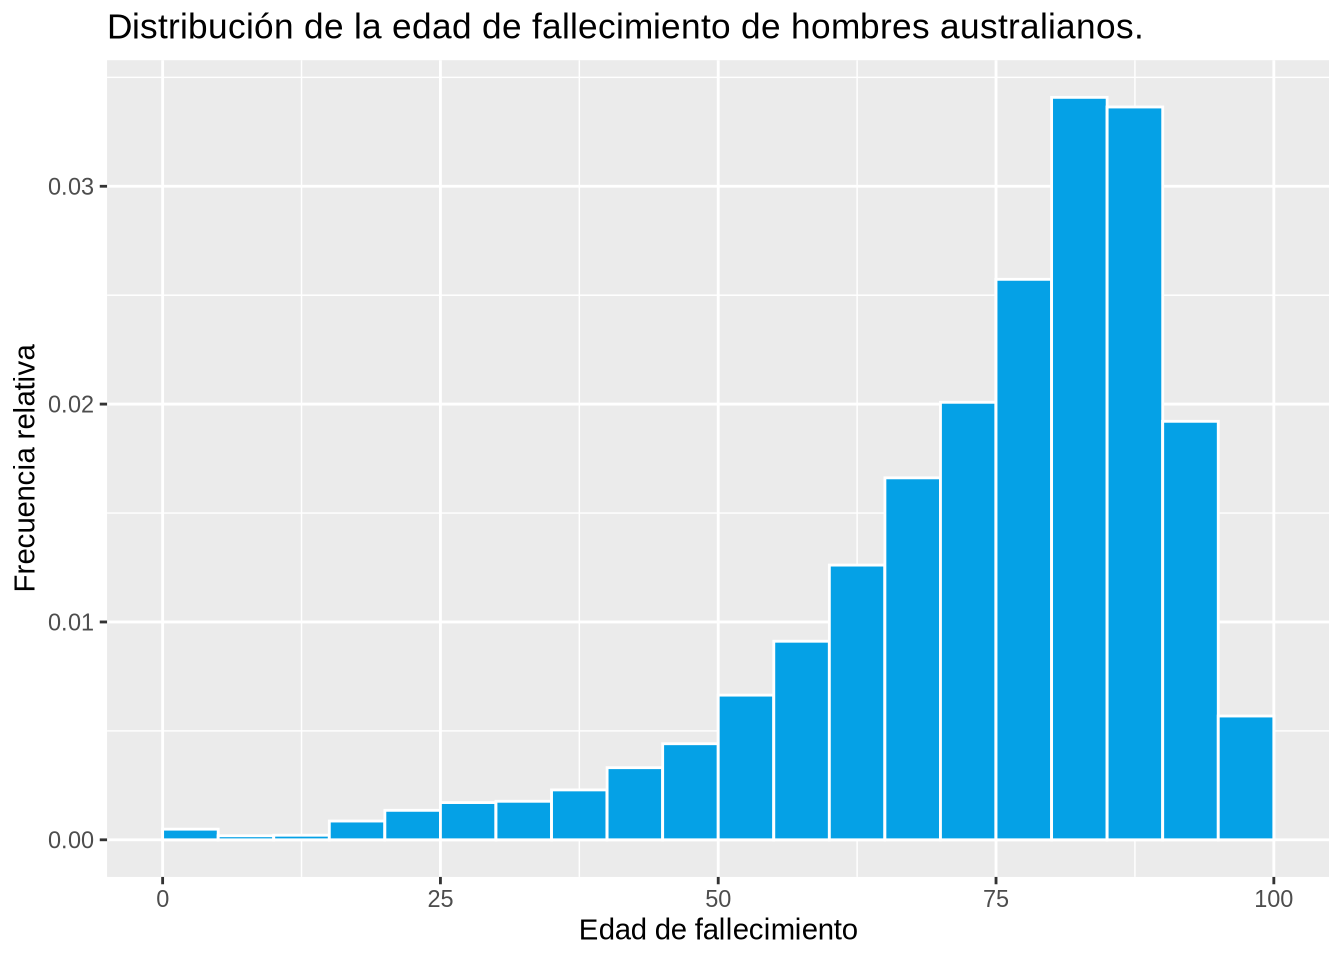 Distribución de la edad de fallecimiento de hombres australianos.
Frecuencia relativa
0.03
0.02
0.01
0.00
0 25 50 75 100
Edad de fallecimiento